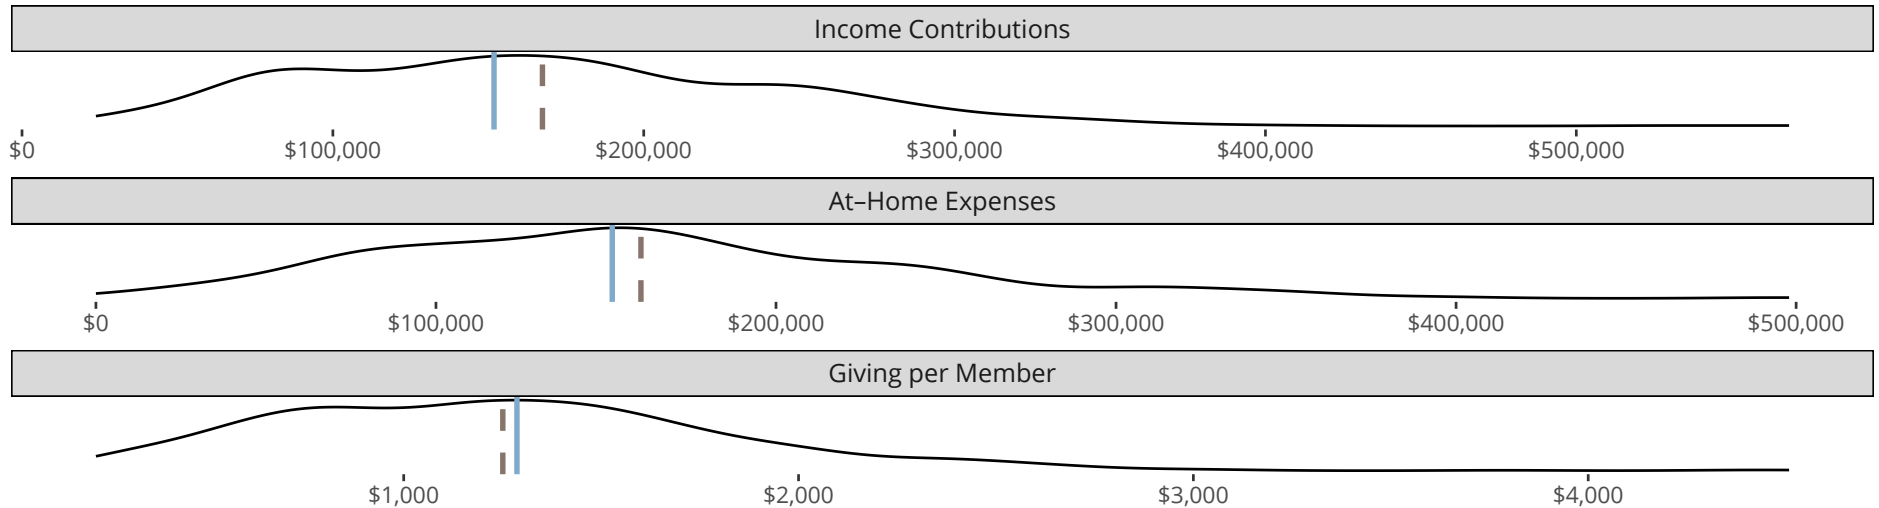 Income Contributions
$0 $100,000 $200,000 $300,000 $400,000 $500,000
At–Home Expenses
$0 $100,000 $200,000 $300,000 $400,000 $500,000
Giving per Member
$1,000 $2,000 $3,000 $4,000